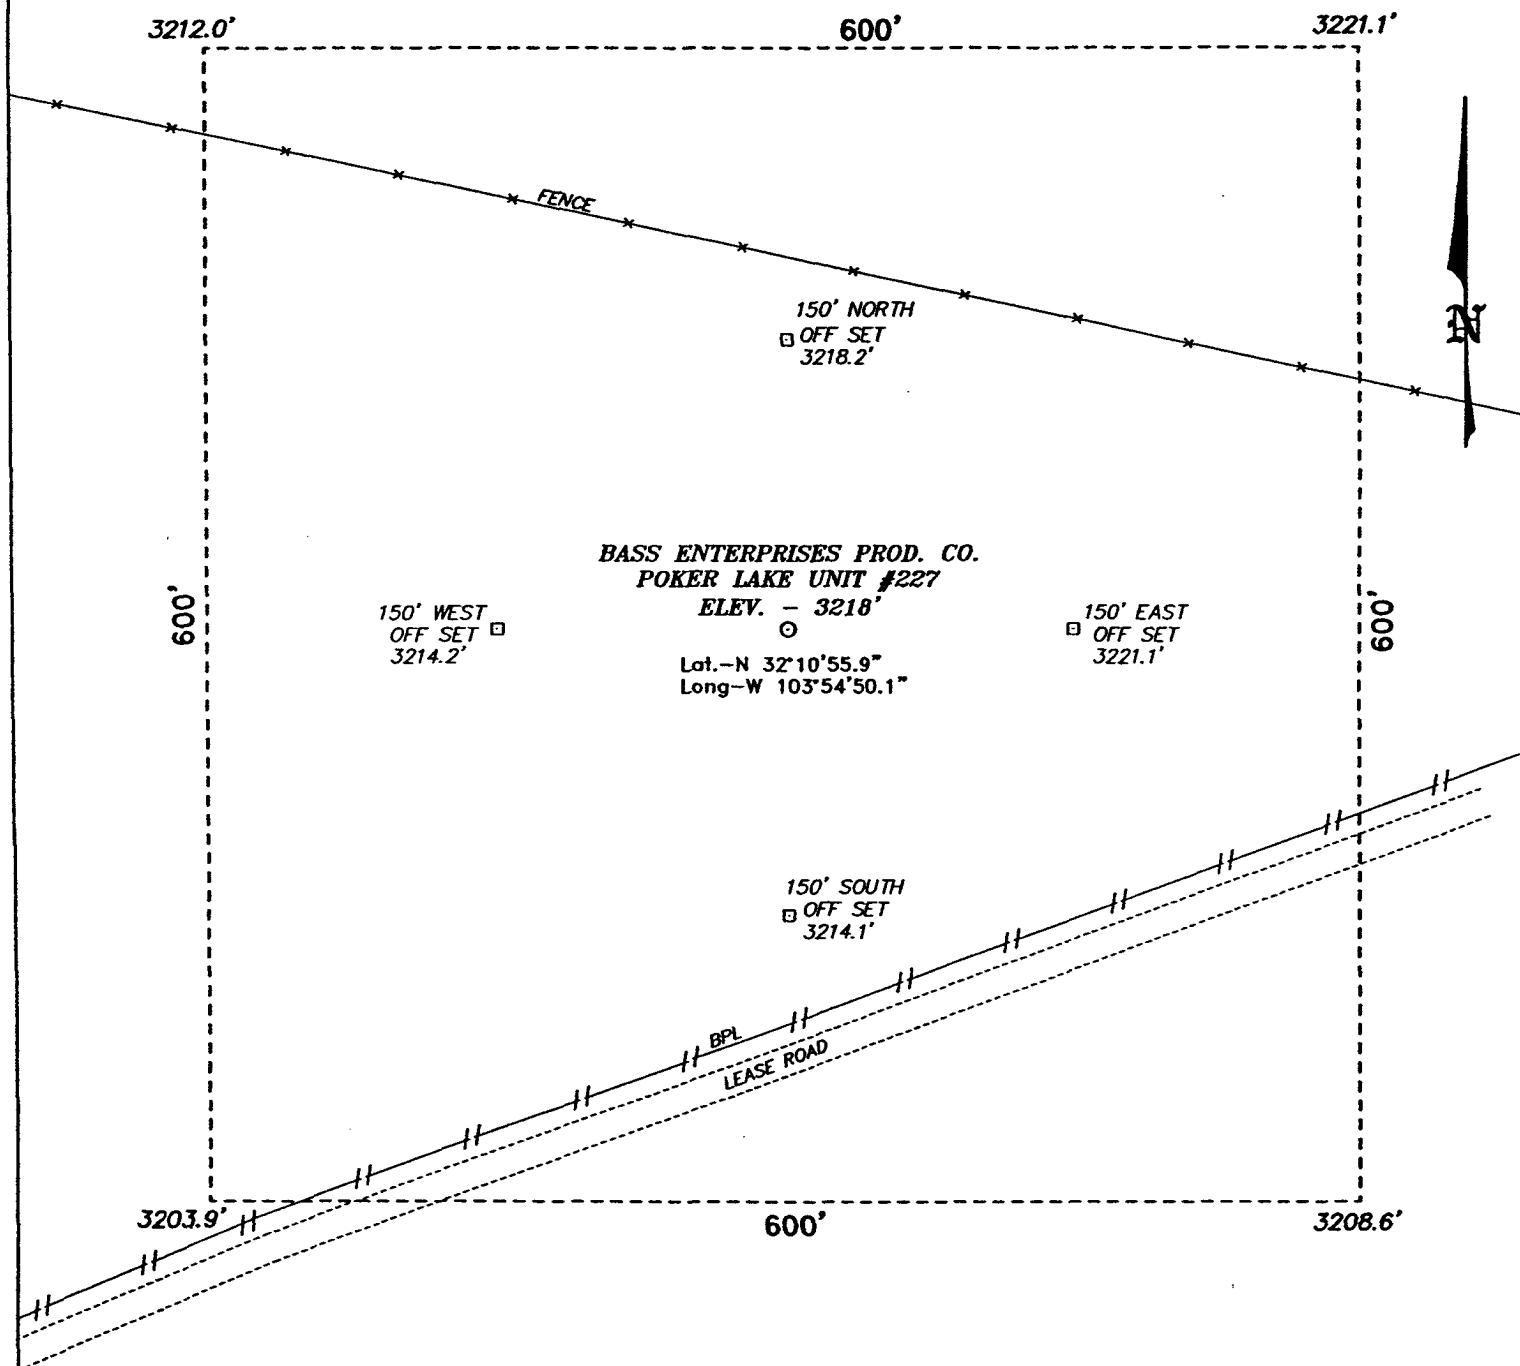 3212.0'
600'
3221.1'
FENCE
150' NORTH
OFF SET
3218.2'
N
BASS ENTERPRISES PROD. CO.
POKER LAKE UNIT #227
ELEV. - 3218'
600'
150' WEST
OFF SET
3214.2'
150' EAST
OFF SET
3221.1'
600'
Lat.-N 32°10'55.9"
Long-W 103°54'50.1"
150' SOUTH
OFF SET
3214.1'
BPL
LEASE ROAD
3203.9'
600'
3208.6'